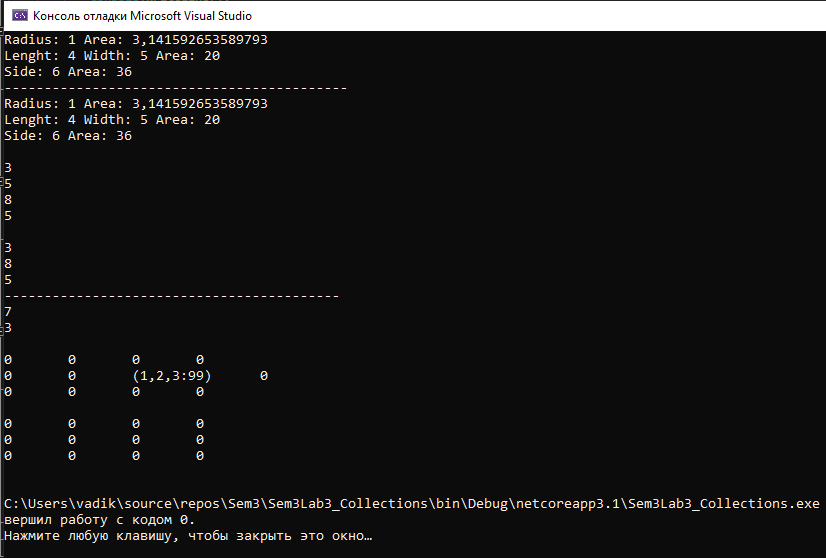 Консоль отладки Microsoft Visual Studio
Radius: 1 Area: 3,141592653589793
Lenght: 4 Width: 5 Area: 20
Side: 6 Area: 36
-------------------------------------------
Radius: 1 Area: 3,141592653589793
Lenght: 4 Width: 5 Area: 20
Side: 6 Area: 36
3
5
8
5
3
8
5
------------------------------------------
7
3
0 0 0 0
0 0 (1,2,3:99) 0
0 0 0 0
0 0 0 0
0 0 0 0
0 0 0 0
C:\Users\vadik\source\repos\Sem3\Sem3Lab3_Collections\bin\Debug\netcoreapp3.1\Sem3Lab3_Collections.exe
вершил работу с кодом 0.
Нажмите любую клавишу, чтобы закрыть это окно…